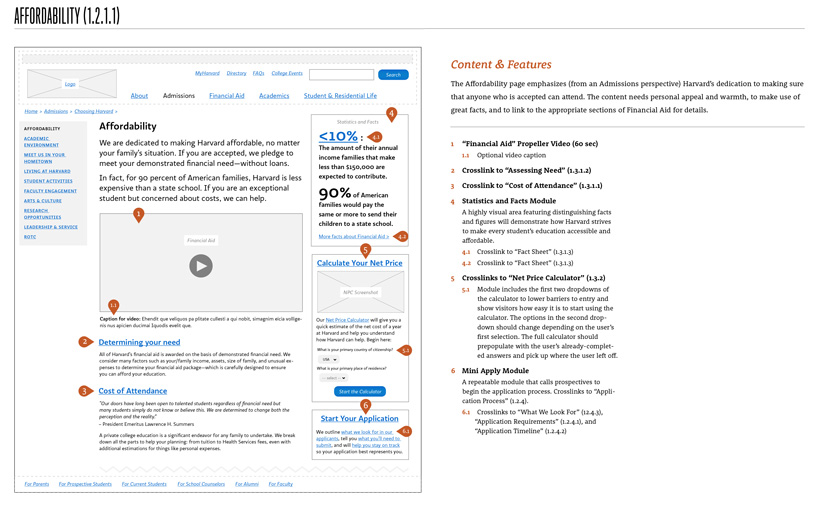 AFFORDABILITY (1.2.1.1)
MyHarvard Directory FAQs College Events Search
Logo
About Admissions Financial Aid Academics Student & Residential Life
Home > Admissions > Choosing Harvard >
AFFORDABILITY
ACADEMIC
ENVIRONMENT
MEET US IN YOUR
HOMETOWN
LIVING AT HARVARD
STUDENT ACTIVITIES
FACULTY ENGAGEMENT
ARTS & CULTURE
RESEARCH
OPPORTUNITIES
LEADERSHIP & SERVICE
ROTC
Affordability
We are dedicated to making Harvard affordable, no matter
your family's situation. If you are accepted, we pledge to
meet your demonstrated financial need—without loans.
In fact, for 90 percent of American families, Harvard is less
expensive than a state school. If you are an exceptional
student but concerned about costs, we can help.
1
Financial Aid
1.1
Caption for video: Ehendit que veliquos pa plitate cullesti a qui nobit, simagnim eicia vollige-
nis nus apicien ducimai Iquodis evelit que.
2
Determining your need
All of Harvard's financial aid is awarded on the basis of demonstrated financial need. We
consider many factors such as your/family income, assets, size of family, and unusual ex-
penses to determine your financial aid package—which is carefully designed to ensure
you can afford your education.
3
Cost of Attendance
"Our doors have long been open to talented students regardless of financial need but
many students simply do not know or believe this. We are determined to change both the
perception and the reality."
– President Emeritus Lawrence H. Summers
A private college education is a significant endeavor for any family to undertake. We break
down all the parts to help your planning: from tuition to Health Services fees, even with
additional estimations for things like personal expenses.
4
Statistics and Facts
<10% : 4.1
The amount of their annual
income families that make
less than $150,000 are
expected to contribute.
90% of American
families would pay the
same or more to send their
children to a state school.
More facts about Financial Aid > 4.2
5
Calculate Your Net Price
NPC Screenshot
Our Net Price Calculator will give you a
quick estimate of the net cost of a year
at Harvard and help you understand
how Harvard can help. Begin here:
What is your primary country of citizenship?
5.1
USA
What is your primary place of residence?
- select -
Start the Calculator
6
Start Your Application
We outline what we look for in our
applicants, tell you what you'll need to
submit, and will help you stay on track
so your application best represents you.
6.1
For Parents For Prospective Students For Current Students For School Counselors For Alumni For Faculty
Content & Features
The Affordability page emphasizes (from an Admissions perspective) Harvard's dedication to making sure
that anyone who is accepted can attend. The content needs personal appeal and warmth, to make use of
great facts, and to link to the appropriate sections of Financial Aid for details.
1 "Financial Aid" Propeller Video (60 sec)
1.1 Optional video caption
2 Crosslink to "Assessing Need" (1.3.1.2)
3 Crosslink to "Cost of Attendance" (1.3.1.1)
4 Statistics and Facts Module
A highly visual area featuring distinguishing facts
and figures will demonstrate how Harvard strives
to make every student's education accessible and
affordable.
4.1 Crosslink to "Fact Sheet" (1.3.1.3)
4.2 Crosslink to "Fact Sheet" (1.3.1.3)
5 Crosslinks to "Net Price Calculator" (1.3.2)
5.1 Module includes the first two dropdowns of
the calculator to lower barriers to entry and
show visitors how easy it is to start using the
calculator. The options in the second drop-
down should change depending on the user's
first selection. The full calculator should
prepopulate with the user's already-complet-
ed answers and pick up where the user left off.
6 Mini Apply Module
A repeatable module that calls prospectives to
begin the application process. Crosslinks to "Appli-
cation Process" (1.2.4).
6.1 Crosslinks to "What We Look For" (12.4.3),
"Application Requirements" (1.2.4.1), and
"Application Timeline" (1.2.4.2)